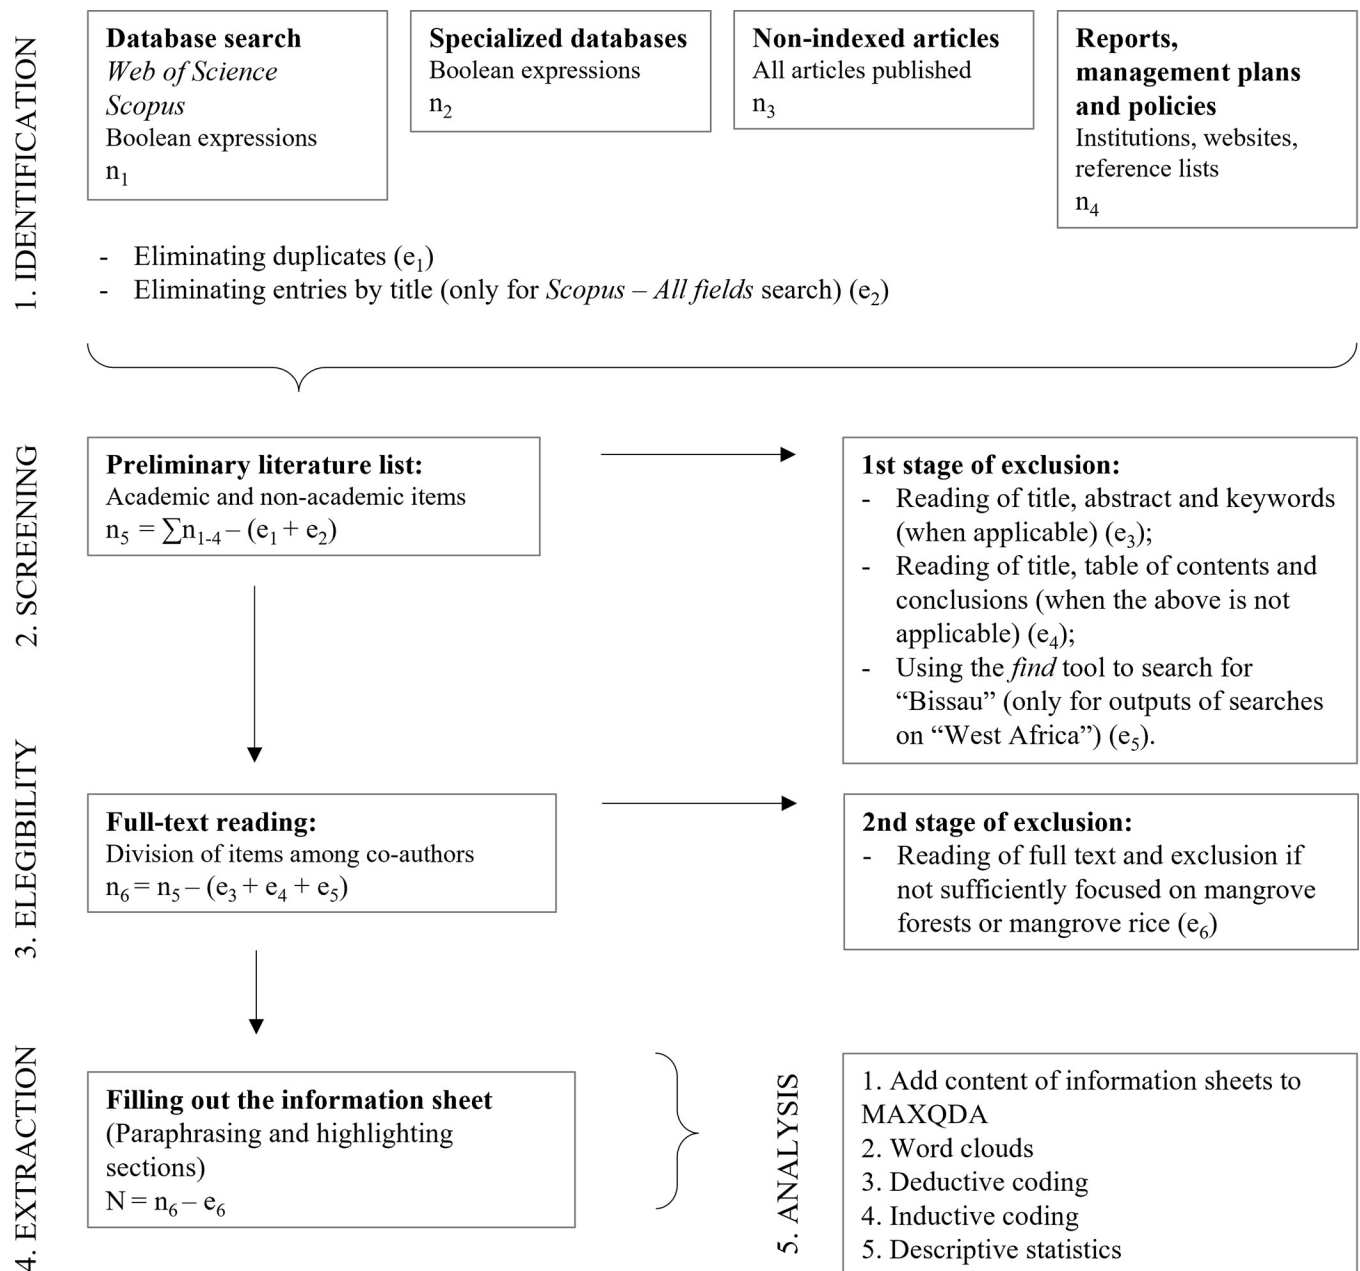 1. IDENTIFICATION
Database search
Web of Science
Scopus
Boolean expressions
n1
Specialized databases
Boolean expressions
n2
Non-indexed articles
All articles published
n3
Reports,
management plans
and policies
Institutions, websites,
reference lists
n4
- Eliminating duplicates (e1)
- Eliminating entries by title (only for Scopus – All fields search) (e2)
2. SCREENING
Preliminary literature list:
Academic and non-academic items
n5 = ∑n1-4 – (e1 + e2)
1st stage of exclusion:
- Reading of title, abstract and keywords
(when applicable) (e3);
- Reading of title, table of contents and
conclusions (when the above is not
applicable) (e4);
- Using the find tool to search for
“Bissau” (only for outputs of searches
on “West Africa”) (e5).
3. ELEGIBILITY
Full-text reading:
Division of items among co-authors
n6 = n5 – (e3 + e4 + e5)
2nd stage of exclusion:
- Reading of full text and exclusion if
not sufficiently focused on mangrove
forests or mangrove rice (e6)
4. EXTRACTION
Filling out the information sheet
(Paraphrasing and highlighting
sections)
N = n6 – e6
5. ANALYSIS
1. Add content of information sheets to
MAXQDA
2. Word clouds
3. Deductive coding
4. Inductive coding
5. Descriptive statistics